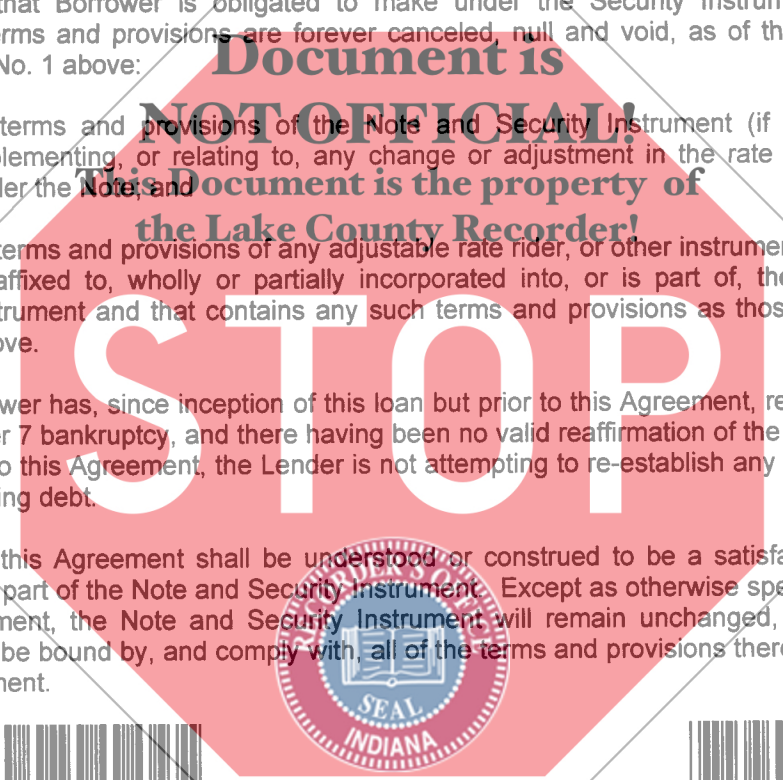 that Borrower is obligated to make under the Security Instrum
erms and provisions are forever canceled, null and void, as of th
No. 1 above:
Document is
NOT OFFICIAL!
terms and provisions of the Note and Security Instrument (if
plementing, or relating to, any change or adjustment in the rate
der the Note; and
This Document is the property of
the Lake County Recorder!
terms and provisions of any adjustable rate rider, or other instrumen
affixed to, wholly or partially incorporated into, or is part of, the
trument and that contains any such terms and provisions as thos
ove.
STOP
wer has, since inception of this loan but prior to this Agreement, re
r 7 bankruptcy, and there having been no valid reaffirmation of the
o this Agreement, the Lender is not attempting to re-establish any
ing debt.
this Agreement shall be understood or construed to be a satisfa
part of the Note and Security Instrument. Except as otherwise spe
ment, the Note and Security Instrument will remain unchanged,
be bound by, and comply with, all of the terms and provisions there
ment.
RECORDER'S OFFICE
SEAL
INDIANA